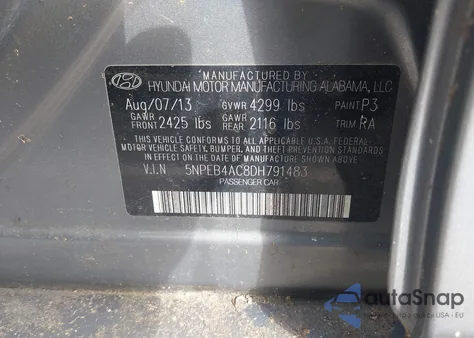 MANUFACTURED BY
HYUNDAI MOTOR MANUFACTURING ALABAMA, LLC
Aug/07/13 GVWR 4299 lbs PAINT P3
GAWR FRONT 2425 lbs GAWR REAR 2116 lbs TRIM RA
THIS VEHICLE CONFORMS TO ALL APPLICABLE U.S.A. FEDERAL
MOTOR VEHICLE SAFETY, BUMPER, AND THEFT
PREVENTION STANDARDS IN EFFECT ON THE DATE
OF MANUFACTURE SHOWN ABOVE.
V.I.N 5NPEB4AC8DH791483
PASSENGER CAR
autoSnap
USA - EU